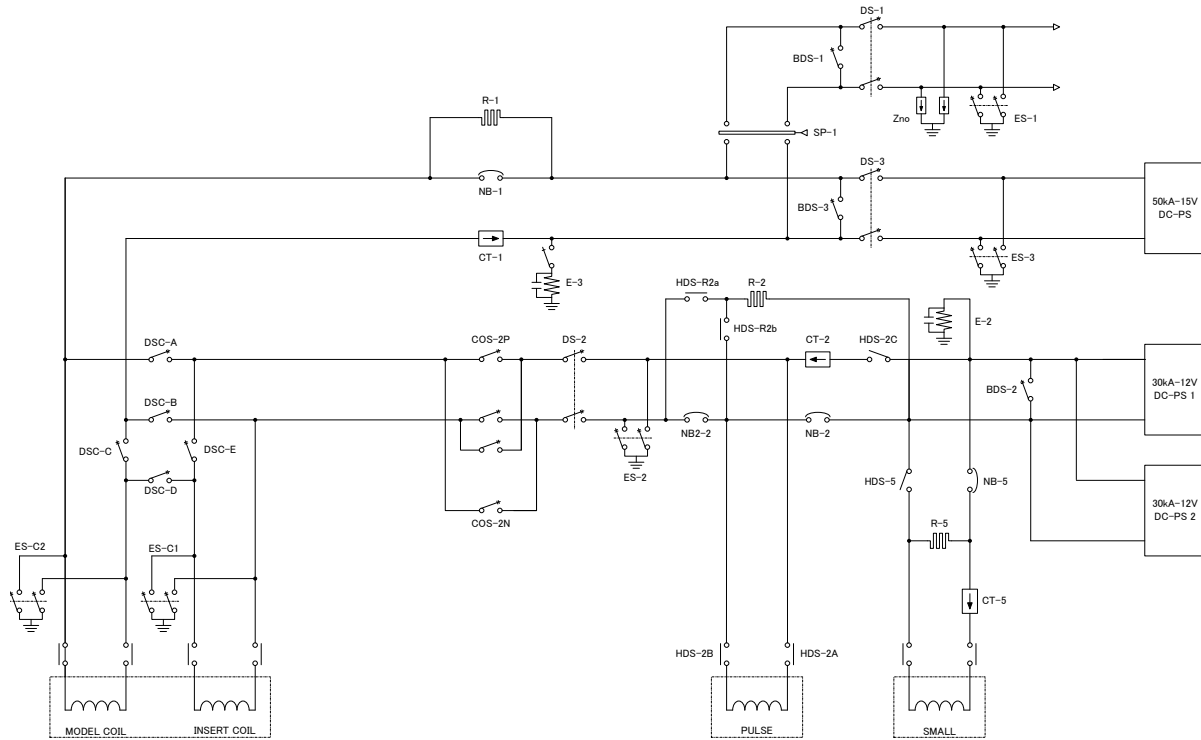 DS-1
BDS-1
R-1
Zno
ES-1
SP-1
DS-3
NB-1
50kA-15V
DC-PS
BDS-3
CT-1
ES-3
E-3
HDS-R2a
R-2
E-2
HDS-R2b
DSC-A
COS-2P
DS-2
CT-2
HDS-2C
30kA-12V
DC-PS 1
BDS-2
DSC-B
NB2-2
NB-2
DSC-C
DSC-E
ES-2
HDS-5
NB-5
DSC-D
30kA-12V
DC-PS 2
COS-2N
R-5
ES-C2
ES-C1
CT-5
HDS-2B
HDS-2A
MODEL COIL
INSERT COIL
PULSE
SMALL